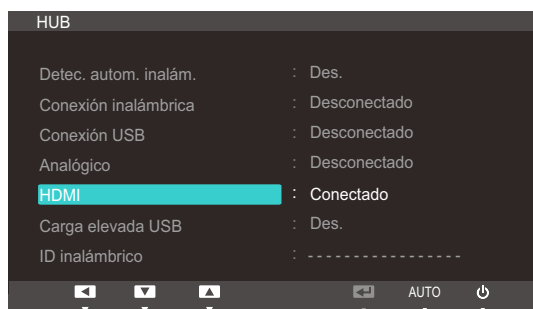 HUB
Detec. autom. inalám. : Des.
Conexión inalámbrica : Desconectado
Conexión USB : Desconectado
Analógico : Desconectado
HDMI : Conectado
Carga elevada USB : Des.
ID inalámbrico : - - - - - - - - - - - - - - - - -
AUTO